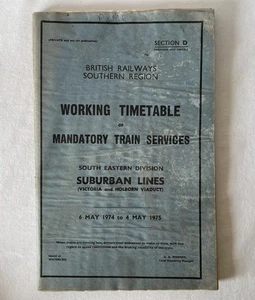 SECTION D
BRITISH RAILWAYS
SOUTHERN REGION
WORKING TIMETABLE
OF
MANDATORY TRAIN SERVICES
SOUTH EASTERN DIVISION
SUBURBAN LINES
(VICTORIA and HOLBORN VIADUCT)
6 MAY 1974 to 4 MAY 1975